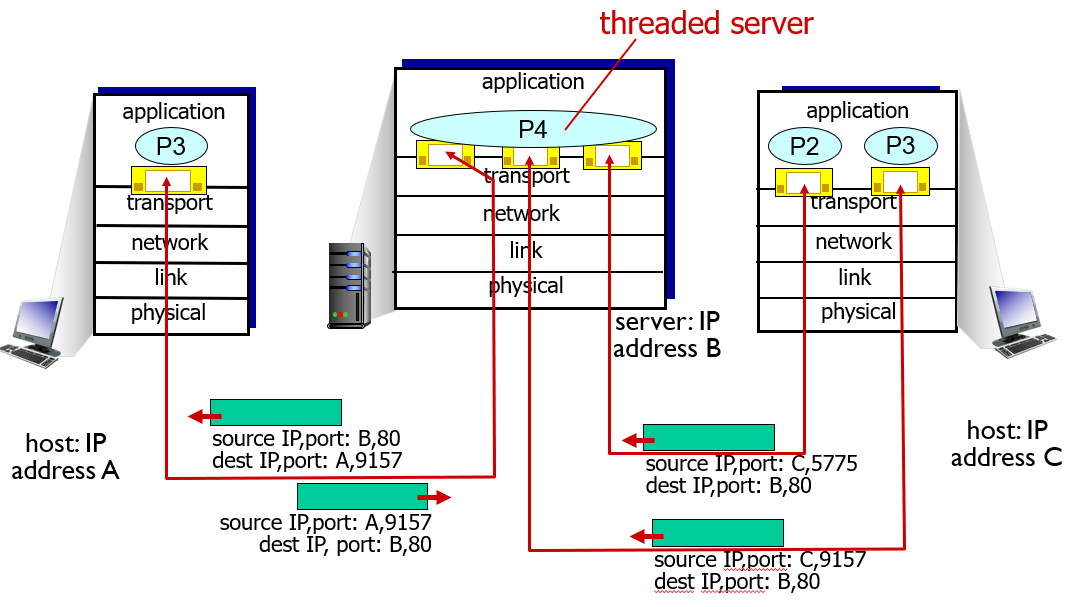 threaded server
application
P3
transport
network
link
physical
application
P4
transport
network
link
physical
application
P2
P3
transport
network
link
physical
server: IP
address B
host: IP
address A
host: IP
address C
source IP,port: B,80
dest IP,port: A,9157
source IP,port: A,9157
dest IP, port: B,80
source IP,port: C,5775
dest IP,port: B,80
source IP,port: C,9157
dest IP,port: B,80